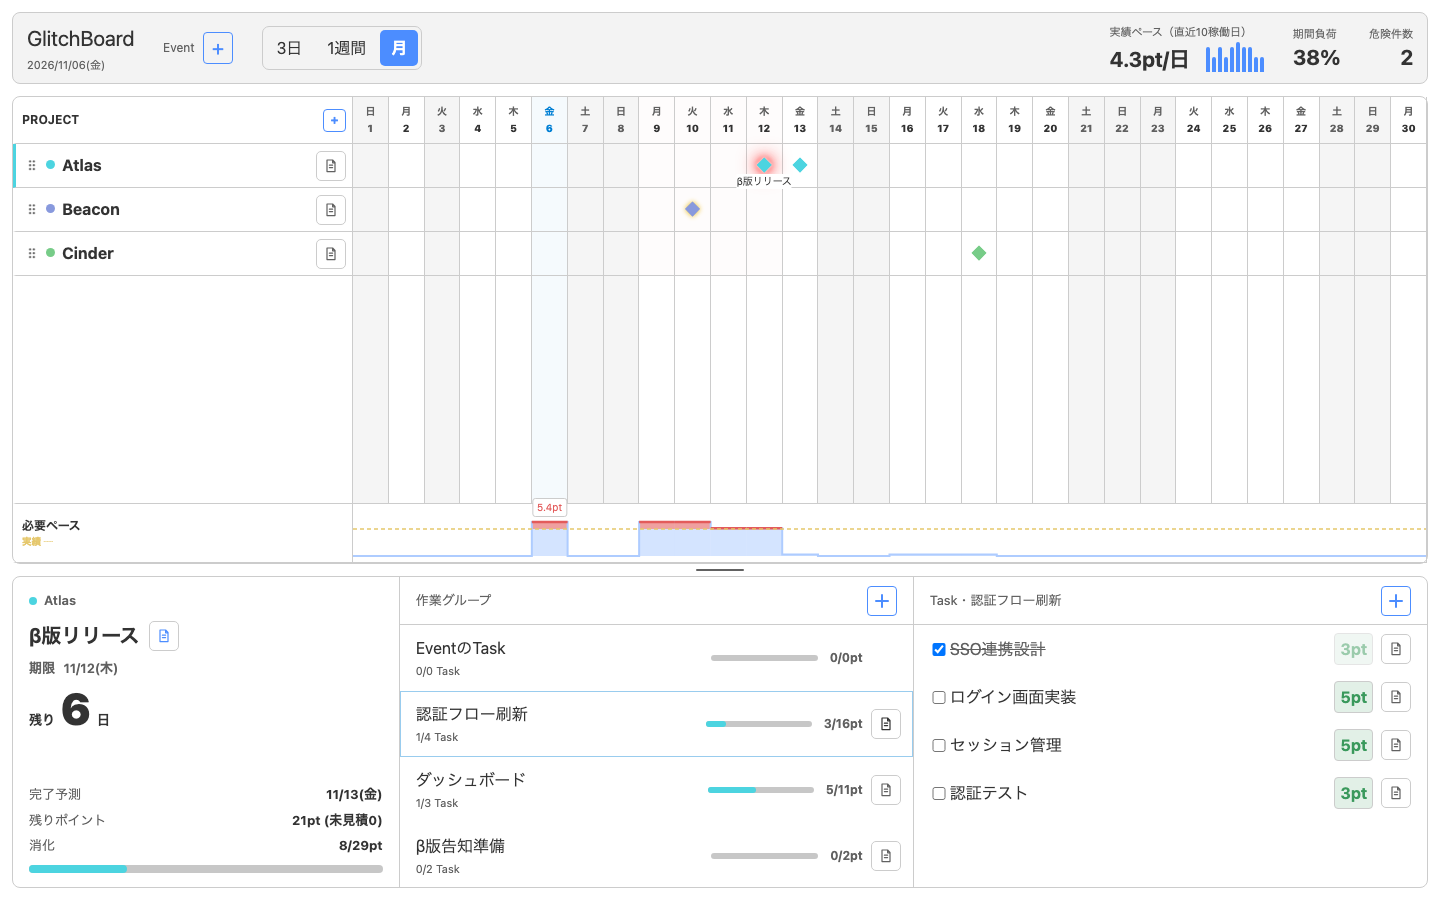 GlitchBoard
2026/11/06(金)
Event
3日 1週間 月
実績ペース（直近10稼働日）
4.3pt/日
期間負荷
38%
危険件数
2
PROJECT
日 月 火 水 木 金 土 日 月 火 水 木 金 土 日 月 火 水 木 金 土 日 月 火 水 木 金 土 日 月
1 2 3 4 5 6 7 8 9 10 11 12 13 14 15 16 17 18 19 20 21 22 23 24 25 26 27 28 29 30
Atlas
β版リリース
Beacon
Cinder
5.4pt
必要ペース
実績
Atlas
β版リリース
期限 11/12(木)
残り 6 日
完了予測 11/13(金)
残りポイント 21pt (未見積0)
消化 8/29pt
作業グループ
EventのTask
0/0 Task
0/0pt
認証フロー刷新
1/4 Task
3/16pt
ダッシュボード
1/3 Task
5/11pt
β版告知準備
0/2 Task
0/2pt
Task・認証フロー刷新
SSO連携設計 3pt
ログイン画面実装 5pt
セッション管理 5pt
認証テスト 3pt